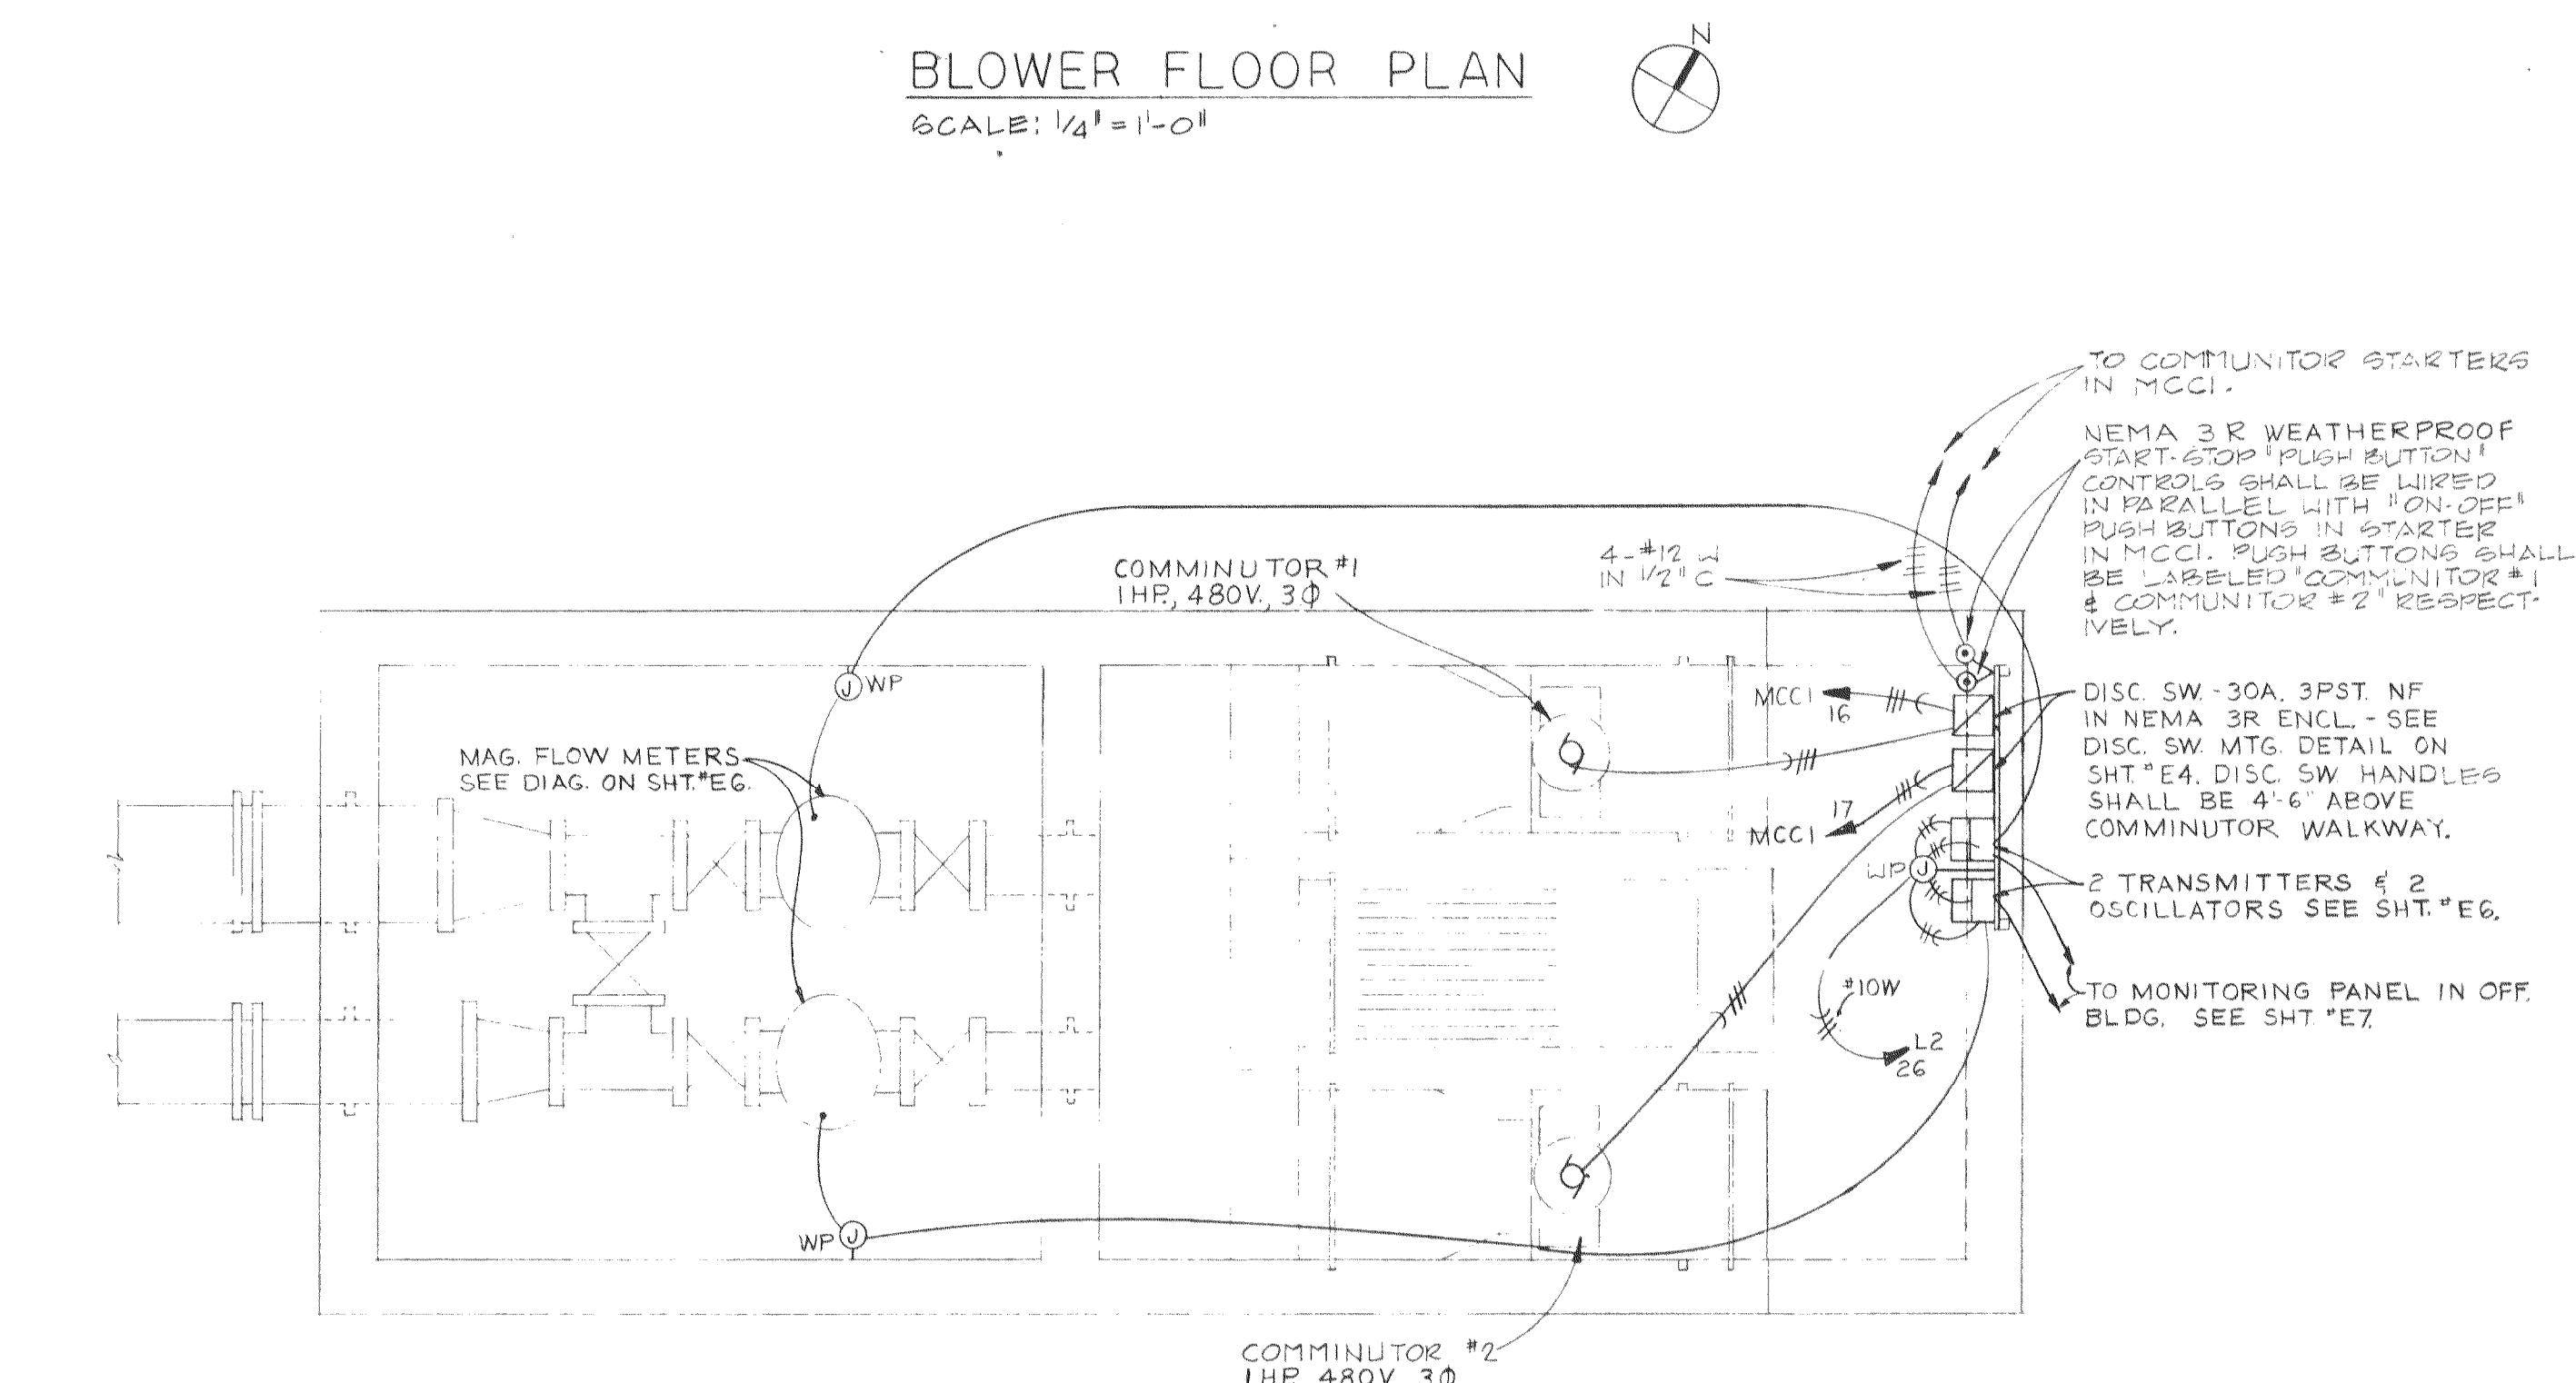 N
BLOWER FLOOR PLAN
SCALE: 1/4" = 1'-0"
TO COMMUNITOR STARTERS
IN MCC1.
NEMA 3R WEATHERPROOF
START-STOP "PUSH BUTTON"
CONTROLS SHALL BE WIRED
IN PARALLEL WITH "ON-OFF"
PUSH BUTTONS IN STARTER
IN MCC1. PUSH BUTTONS SHALL
BE LABELED "COMMUNITOR #1
& COMMUNITOR #2" RESPECT-
IVELY.
4-#12 W
IN 1/2" C
COMMINUTOR #1
1HP., 480V., 3Φ
J WP
MCC1
16
DISC. SW. - 30A. 3PST. NF
IN NEMA 3R ENCL. - SEE
DISC. SW. MTG. DETAIL ON
SHT. #E4. DISC. SW. HANDLES
SHALL BE 4'-6" ABOVE
COMMINUTOR WALKWAY.
MAG. FLOW METERS
SEE DIAG. ON SHT. #E6.
17
MCC1
WP J
2 TRANSMITTERS & 2
OSCILLATORS SEE SHT. #E6.
#10W
L2
26
TO MONITORING PANEL IN OFF.
BLDG. SEE SHT. #E7.
WP J
COMMINUTOR #2
1HP. 480V. 3Φ